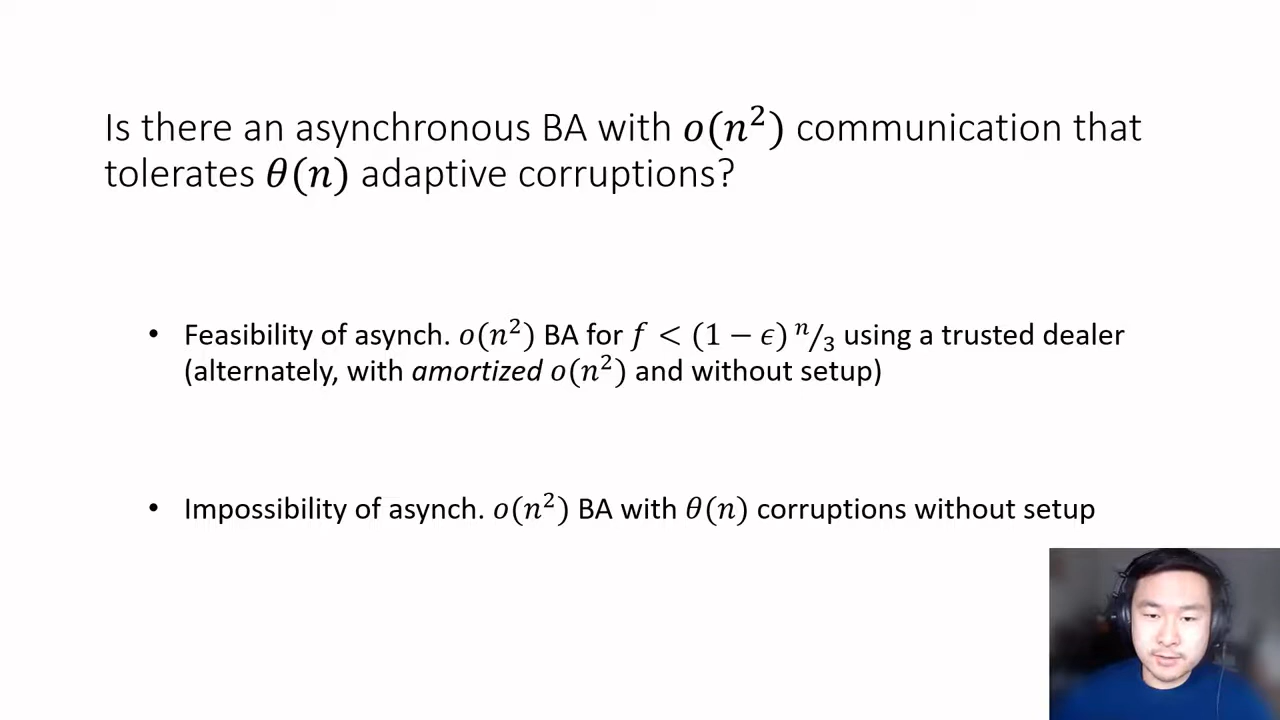 Is there an asynchronous BA with o(n²) communication that
tolerates θ(n) adaptive corruptions?
• Feasibility of asynch. o(n²) BA for f < (1 − ϵ) n/3 using a trusted dealer
(alternately, with amortized o(n²) and without setup)
• Impossibility of asynch. o(n²) BA with θ(n) corruptions without setup